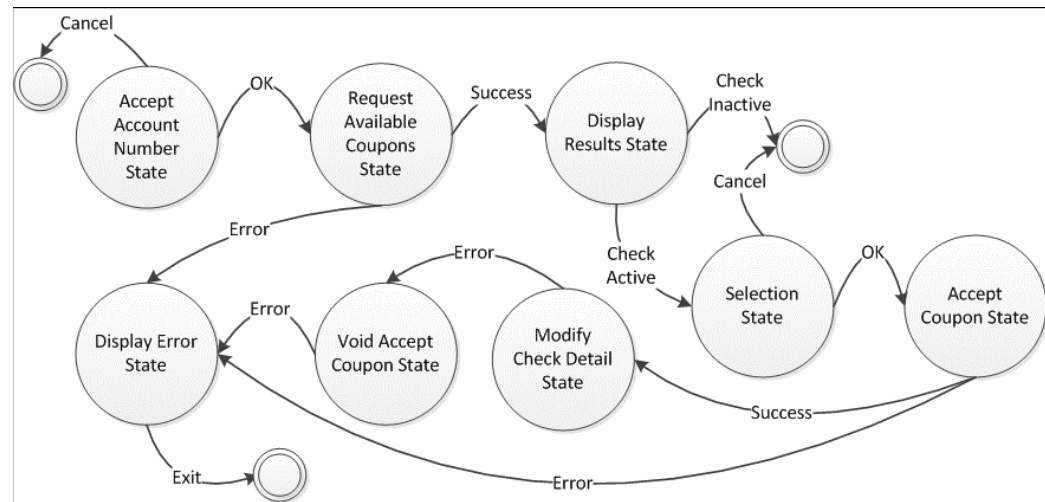 Cancel
Accept
Account
Number
State
OK
Request
Available
Coupons
State
Success
Display
Results State
Check
Inactive
Cancel
Error
Check
Active
Selection
State
OK
Accept
Coupon State
Display Error
State
Error
Void Accept
Coupon State
Error
Modify
Check Detail
State
Success
Error
Exit